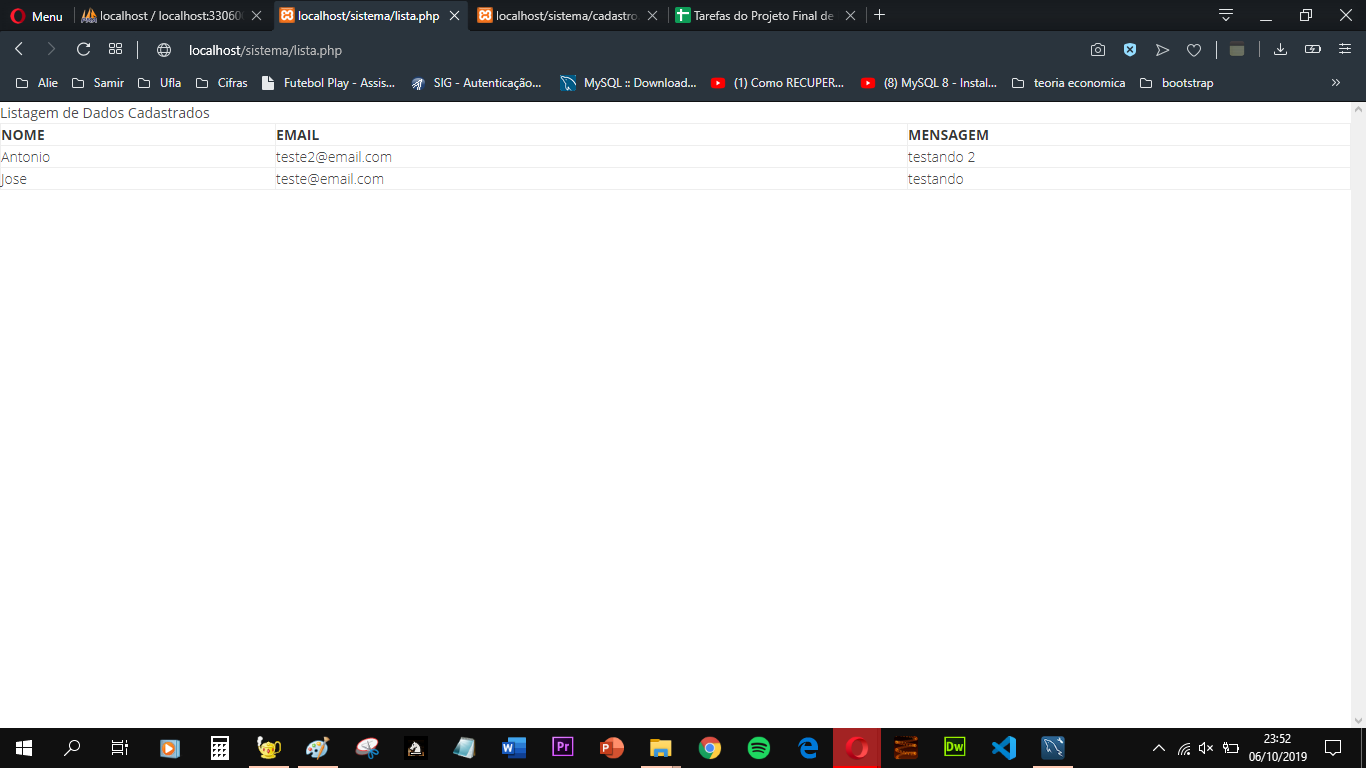 Menu
localhost / localhost:33060
localhost/sistema/lista.php
localhost/sistema/cadastro.
Tarefas do Projeto Final de
localhost/sistema/lista.php
Alie
Samir
Ufla
Cifras
Futebol Play - Assis...
SIG - Autenticação...
MySQL :: Download...
(1) Como RECUPER...
(8) MySQL 8 - Instal...
teoria economica
bootstrap
Listagem de Dados Cadastrados
NOME EMAIL MENSAGEM
Antonio teste2@email.com testando 2
Jose teste@email.com testando
W
Pr
P
Dw
23:52
06/10/2019